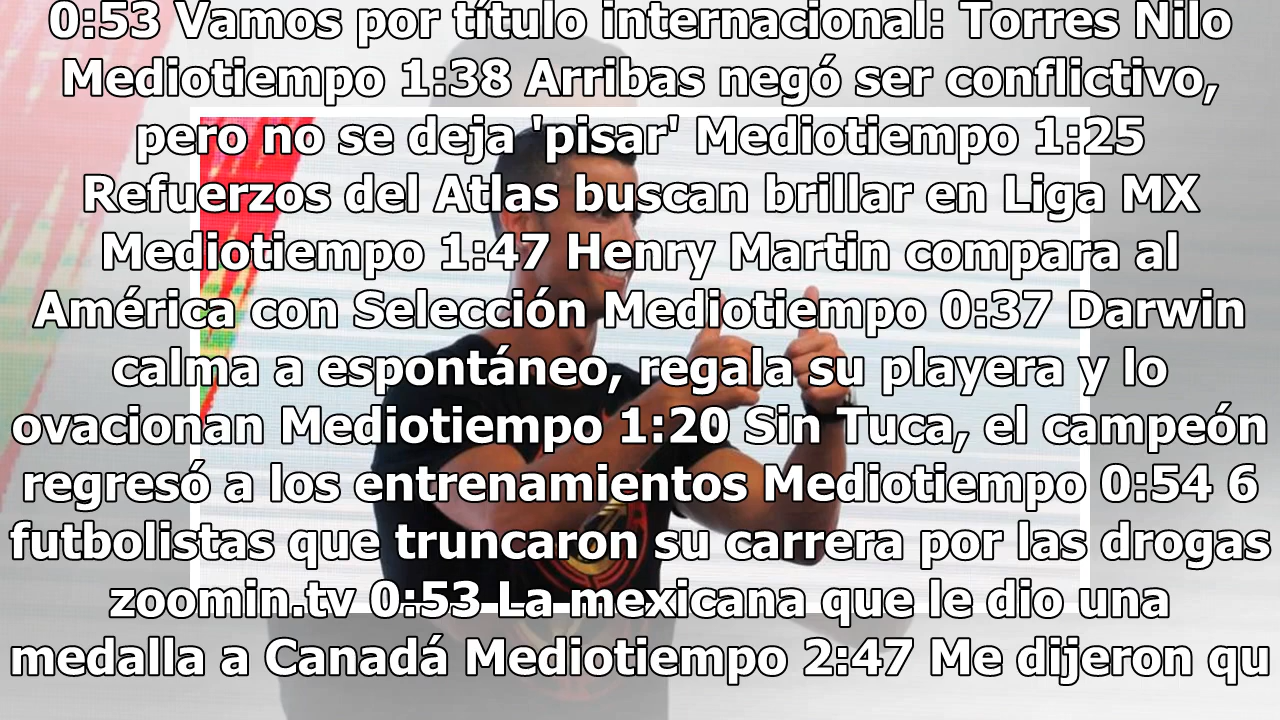 0:53 Vamos por título internacional: Torres Nilo
Mediotiempo 1:38 Arribas negó ser conflictivo,
pero no se deja 'pisar' Mediotiempo 1:25
Refuerzos del Atlas buscan brillar en Liga MX
Mediotiempo 1:47 Henry Martin compara al
América con Selección Mediotiempo 0:37 Darwin
calma a espontáneo, regala su playera y lo
ovacionan Mediotiempo 1:20 Sin Tuca, el campeón
regresó a los entrenamientos Mediotiempo 0:54 6
futbolistas que truncaron su carrera por las drogas
zoomin.tv 0:53 La mexicana que le dio una
medalla a Canadá Mediotiempo 2:47 Me dijeron qu